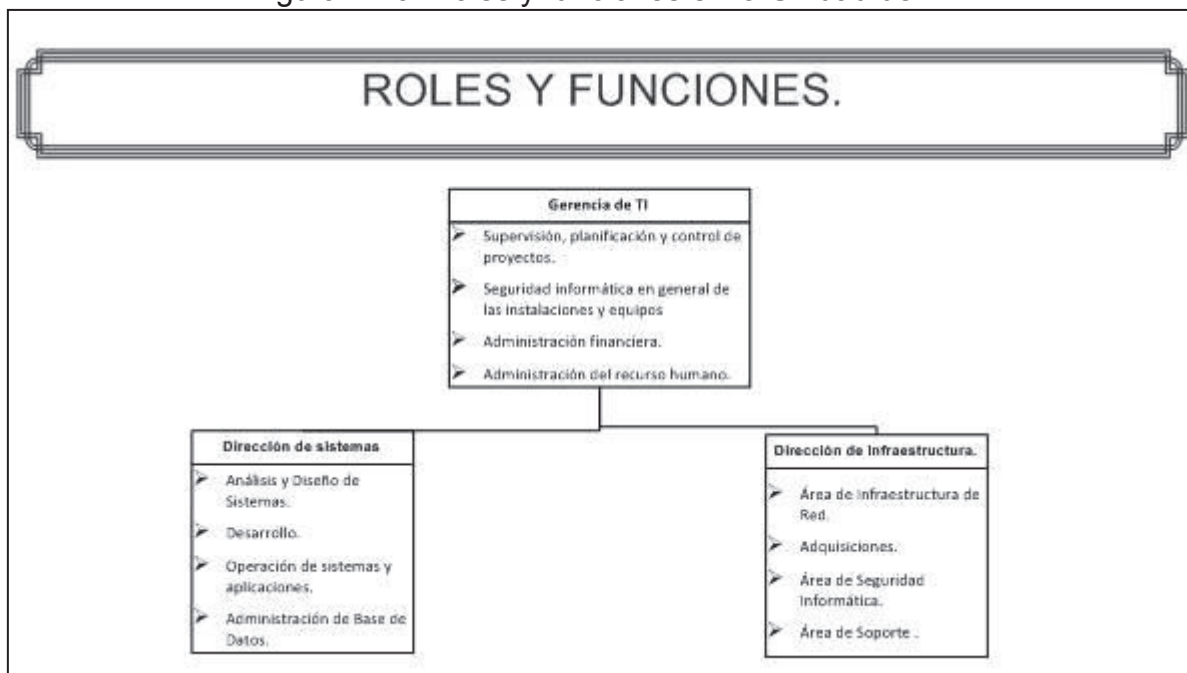 ROLES Y FUNCIONES.
Gerencia de TI
Supervisión, planificación y control de
proyectos.
Seguridad informática en general de
las instalaciones y equipos
Administración financiera.
Administración del recurso humano.
Dirección de sistemas
Análisis y Diseño de
Sistemas.
Desarrollo.
Operación de sistemas y
aplicaciones.
Administración de Base de
Datos.
Dirección de Infraestructura.
Área de Infraestructura de
Red.
Adquisiciones.
Área de Seguridad
Informática.
Área de Soporte .